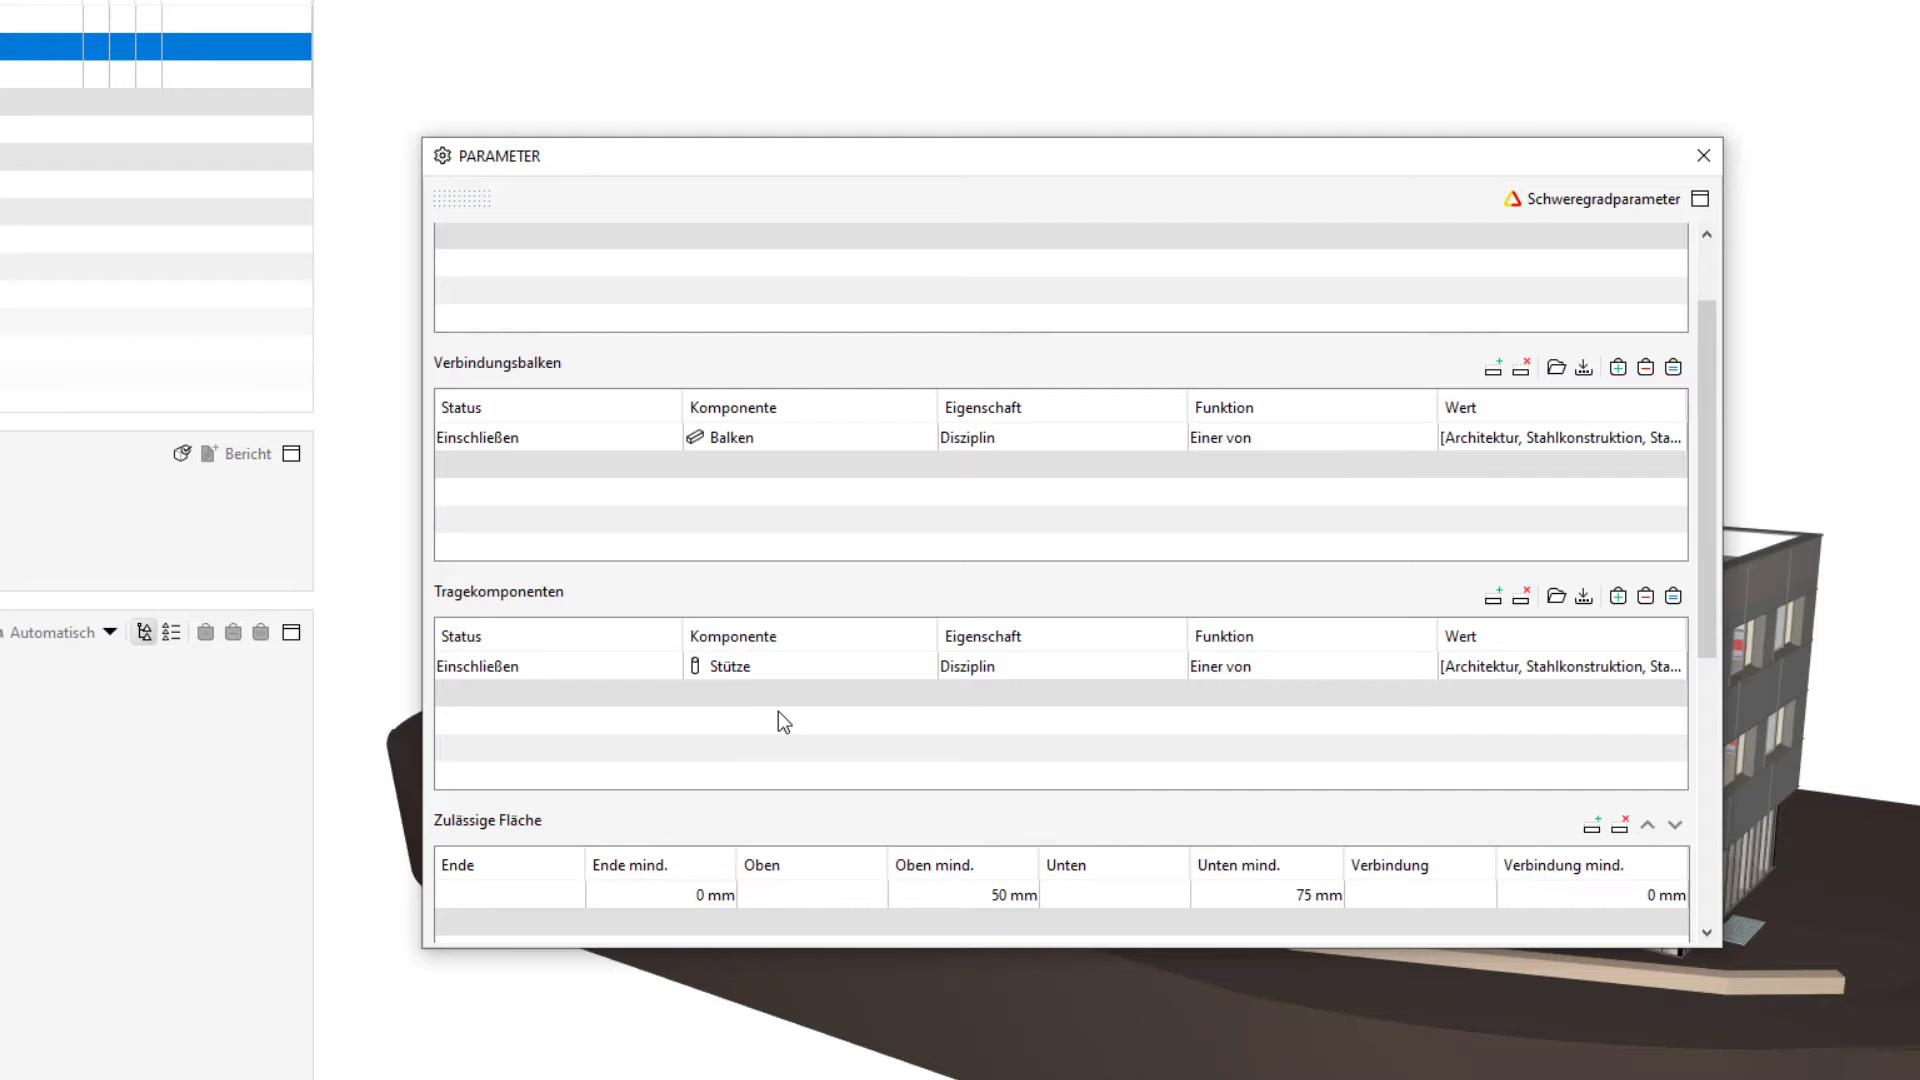 PARAMETER
Schweregradparameter
Verbindungsbalken
Status Komponente Eigenschaft Funktion Wert
Einschließen Balken Disziplin Einer von [Architektur, Stahlkonstruktion, Sta...
Bericht
Tragekomponenten
Automatisch
Status Komponente Eigenschaft Funktion Wert
Einschließen Stütze Disziplin Einer von [Architektur, Stahlkonstruktion, Sta...
Zulässige Fläche
Ende Ende mind. Oben Oben mind. Unten Unten mind. Verbindung Verbindung mind.
0 mm 50 mm 75 mm 0 mm